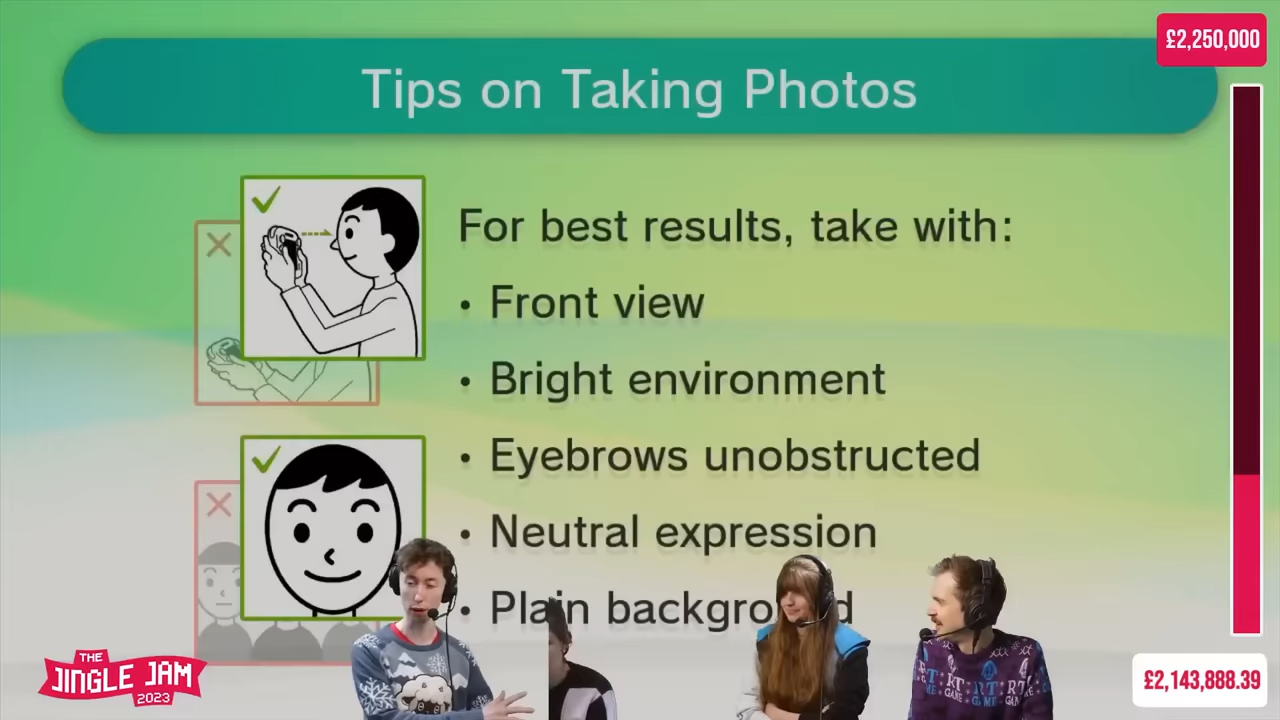 £2,250,000
Tips on Taking Photos
For best results, take with:
• Front view
• Bright environment
• Eyebrows unobstructed
• Neutral expression
• Plain background
THE
JINGLE JAM
2023
£2,143,888.39